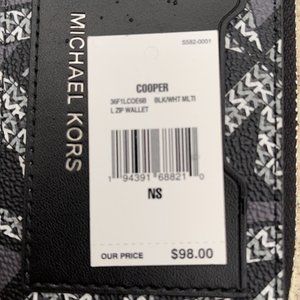 MICHAEL KORS
S582-0001
COOPER
36F1LCOE6B BLK/WHT MLTI
L ZIP WALLET
1 94391 68821 0
NS
OUR PRICE $98.00